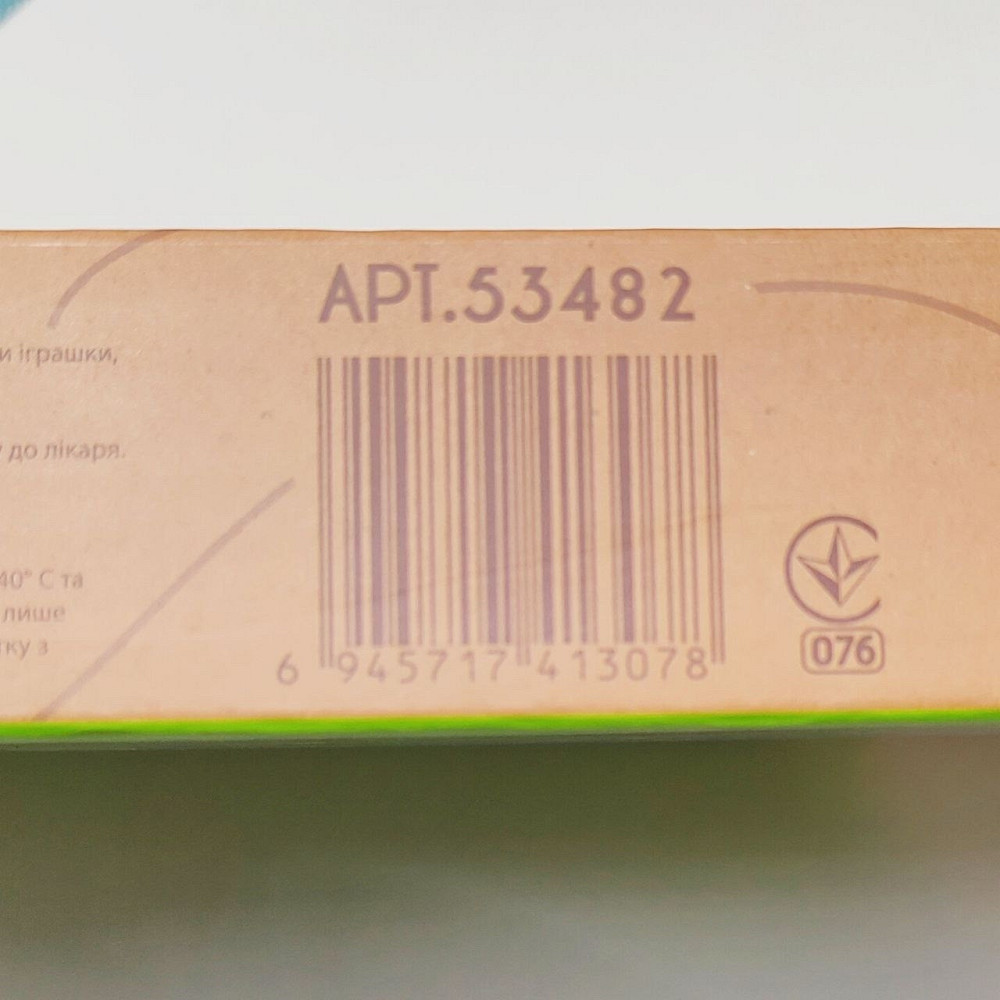 АРТ.53482
и іграшки,
до лікаря.
40° С та
лише
тку з
6 945717 413078
076